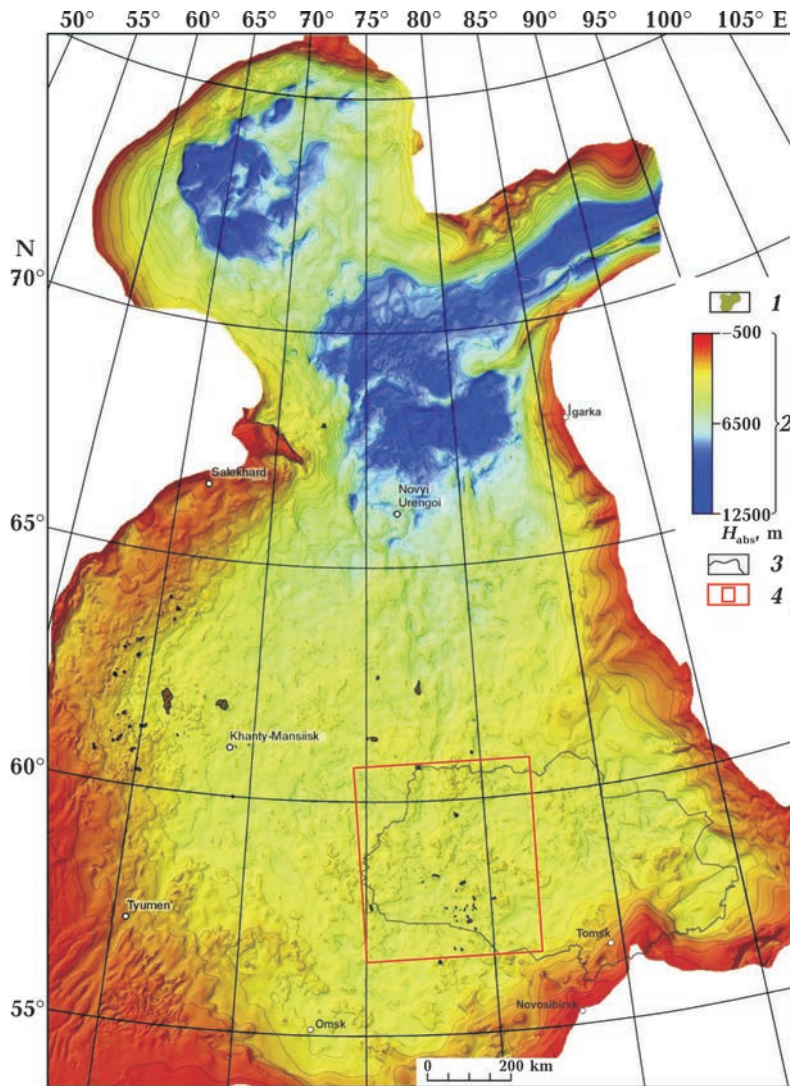 50° 55° 60° 65° 70° 75° 80° 85° 90° 95° 100° 105° E
N
70°
1
−500
6500
2
12500
Igarka
Salekhard
Novyi
Urengoi
65°
H abs, m
3
4
Khanty-Mansiisk
60°
Tyumen
Tomsk
Novosibirsk
55°
Omsk
0 200 km